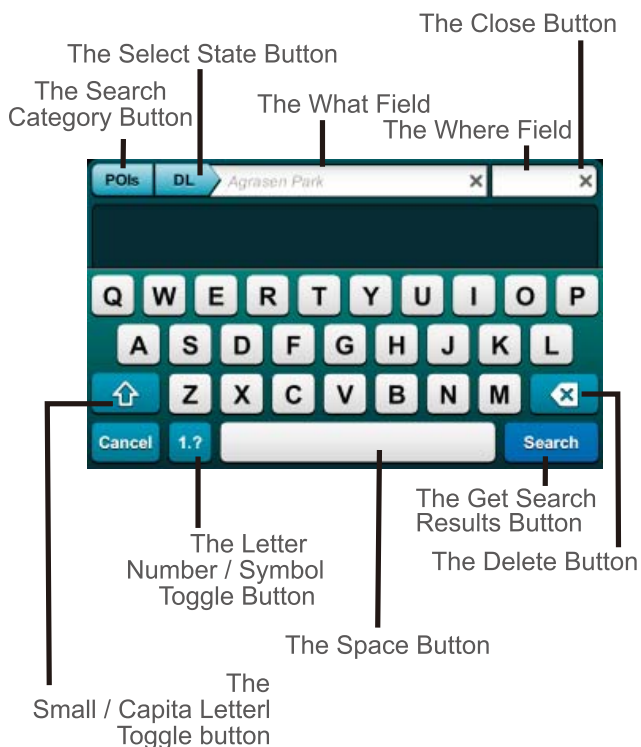 The Close Button
The Select State Button
The Search
Category Button
The What Field
The Where Field
POIs DL Agrasen Park
Q W E R T Y U I O P
A S D F G H J K L
Z X C V B N M
Cancel 1.? Search
The Get Search
Results Button
The Delete Button
The Letter
Number / Symbol
Toggle Button
The Space Button
The
Small / Capita Letterl
Toggle button